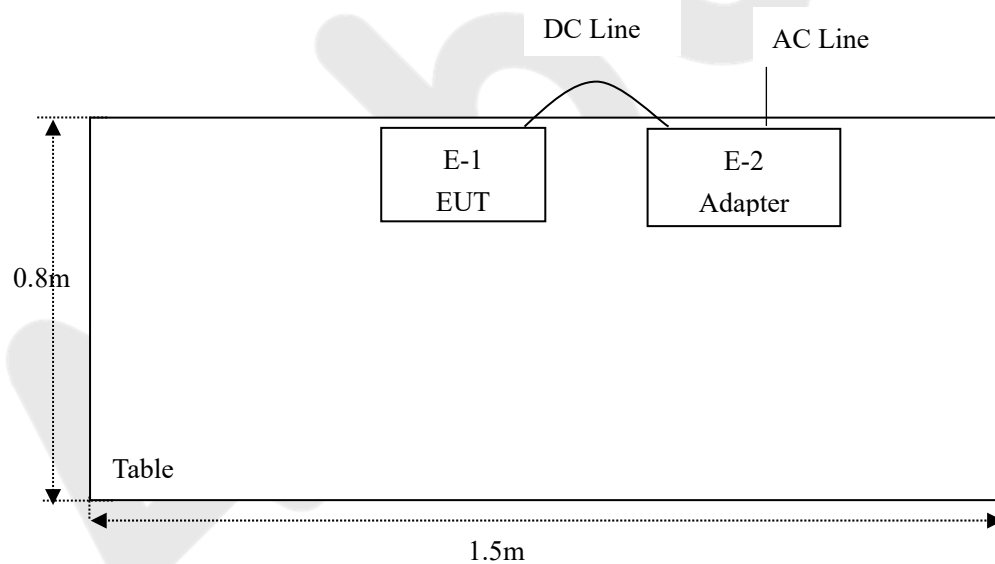 DC Line
AC Line
E-1
EUT
E-2
Adapter
0.8m
Table
1.5m